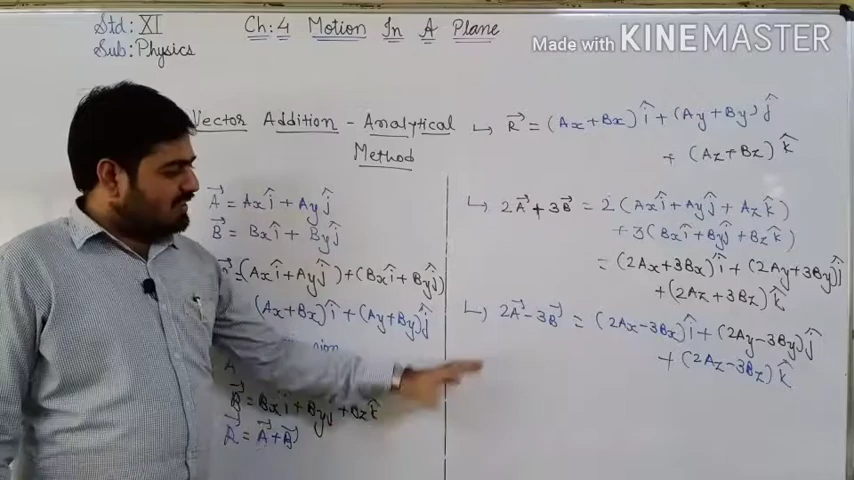 Std: XI
Sub: Physics
Ch:4 Motion In A Plane
Made with KINEMASTER
Vector Addition - Analytical
Method
A⃗ = Ax î + Ay ĵ
B⃗ = Bx î + By ĵ
= (Ax î + Ay ĵ) + (Bx î + By ĵ)
(Ax+Bx) î + (Ay+By) ĵ
B⃗ = Bx î + By ĵ + Bz k̂
R⃗ = A⃗ + B⃗
↳ R⃗ = (Ax+Bx) î + (Ay+By) ĵ
+ (Az+Bz) k̂
↳ 2A⃗ + 3B⃗ = 2 (Ax î + Ay ĵ + Az k̂)
+ 3(Bx î + By ĵ + Bz k̂)
= (2Ax+3Bx) î + (2Ay+3By) ĵ
+ (2Az+3Bz) k̂
↳ 2A⃗ - 3B⃗ = (2Ax-3Bx) î + (2Ay-3By) ĵ
+ (2Az-3Bz) k̂